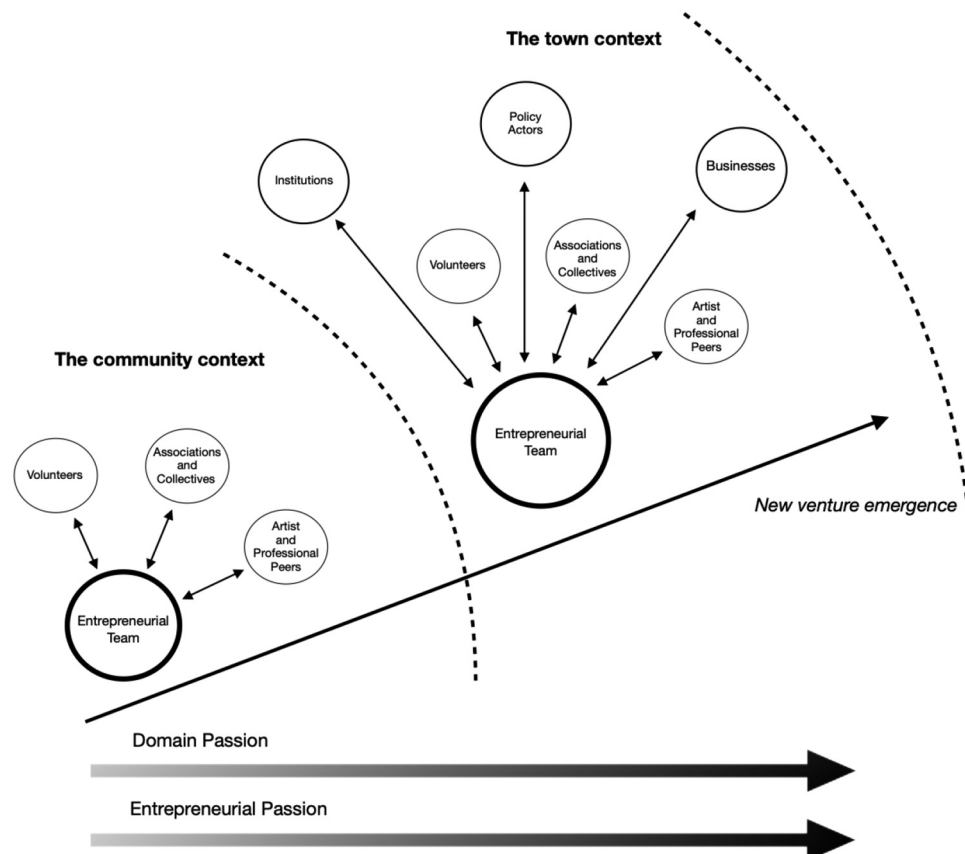 The town context
Policy
Actors
Institutions
Businesses
Volunteers
Associations
and
Collectives
Artist
and
Professional
Peers
Entrepreneurial
Team
The community context
Volunteers
Associations
and
Collectives
Artist
and
Professional
Peers
Entrepreneurial
Team
New venture emergence
Domain Passion
Entrepreneurial Passion